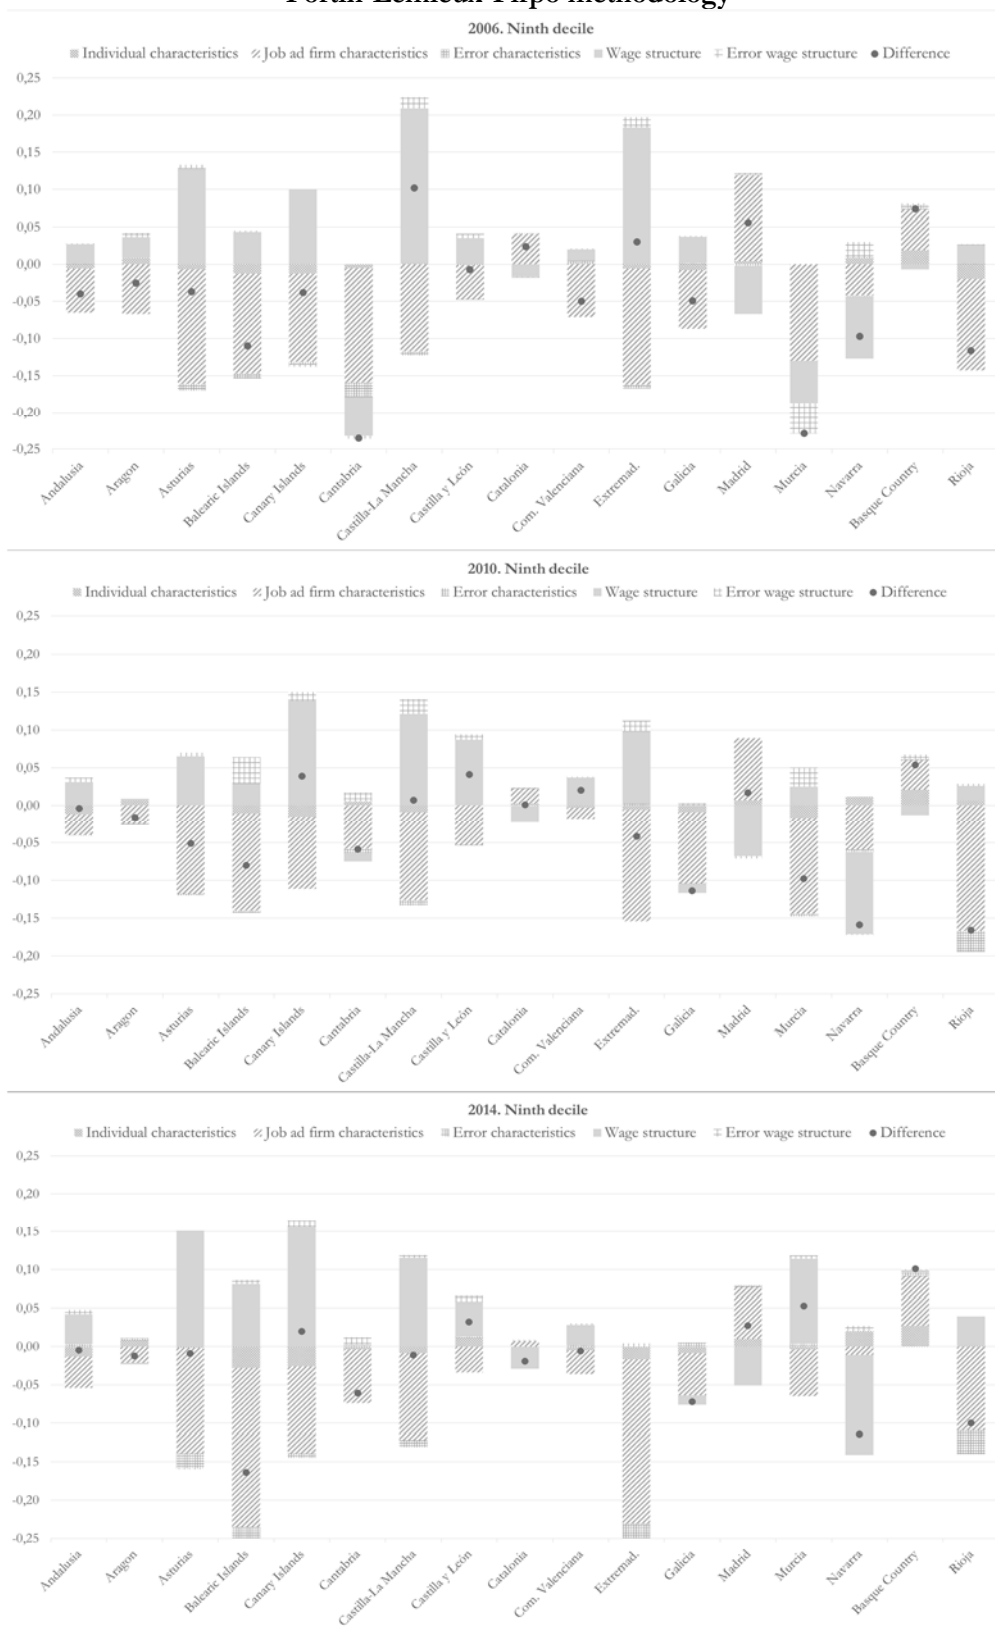 Fortin-Lemieux-Firpo methodology
2006. Ninth decile
Individual characteristics Job ad firm characteristics Error characteristics Wage structure Error wage structure Difference
0,25
0,20
0,15
0,10
0,05
0,00
-0,05
-0,10
-0,15
-0,20
-0,25
Andalusia
Aragon
Asturias
Balearic Islands
Canary Islands
Cantabria
Castilla-La Mancha
Castilla y León
Catalonia
Com. Valenciana
Extremad.
Galicia
Madrid
Murcia
Navarra
Basque Country
Rioja
2010. Ninth decile
Individual characteristics Job ad firm characteristics Error characteristics Wage structure Error wage structure Difference
0,25
0,20
0,15
0,10
0,05
0,00
-0,05
-0,10
-0,15
-0,20
-0,25
Andalusia
Aragon
Asturias
Balearic Islands
Canary Islands
Cantabria
Castilla-La Mancha
Castilla y León
Catalonia
Com. Valenciana
Extremad.
Galicia
Madrid
Murcia
Navarra
Basque Country
Rioja
2014. Ninth decile
Individual characteristics Job ad firm characteristics Error characteristics Wage structure Error wage structure Difference
0,25
0,20
0,15
0,10
0,05
0,00
-0,05
-0,10
-0,15
-0,20
-0,25
Andalusia
Aragon
Asturias
Balearic Islands
Canary Islands
Cantabria
Castilla-La Mancha
Castilla y León
Catalonia
Com. Valenciana
Extremad.
Galicia
Madrid
Murcia
Navarra
Basque Country
Rioja